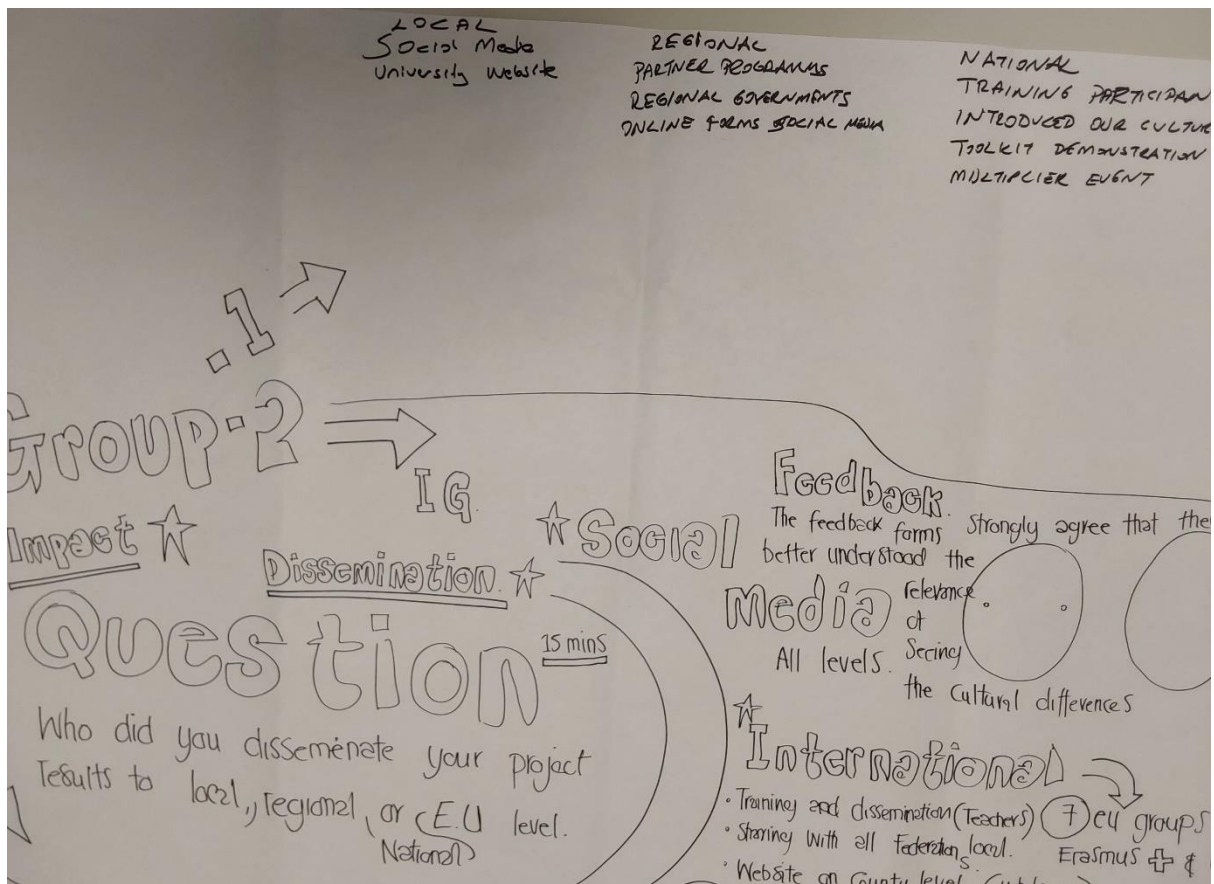 LOCAL
Social Media
University Website
REGIONAL
PARTNER PROGRAMMS
REGIONAL GOVERNMENTS
ONLINE FORMS SOCIAL MEDIA
NATIONAL
TRAINING PARTICIPAN
INTRODUCED OUR CULTUR
TOOLKIT DEMONSTRATION
MULTIPLIER EVENT
.1
Group-2
IG.
Impact
Dissemination.
Question
15 mins
Who did you disseminate your project
results to local, regional, or E.U level.
National
Social
Media
All levels.
Feedback.
The feedback forms strongly agree that the
better understood the
relevance
of
Seeing
the cultural differences
International
• Training and dissemination (Teachers) 7 eu groups
• Sharing with all Federations, local. Erasmus + &
• Website on County level